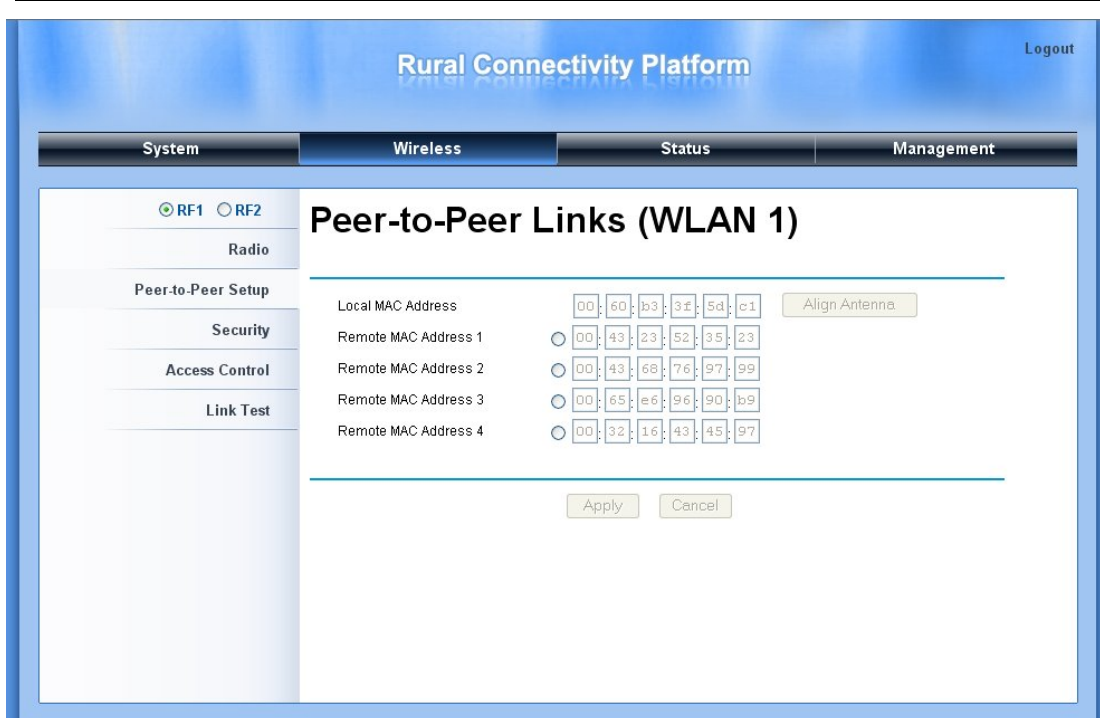 Rural Connectivity Platform
Logout
System Wireless Status Management
RF1 RF2
Radio
Peer-to-Peer Setup
Security
Access Control
Link Test
Peer-to-Peer Links (WLAN 1)
Local MAC Address 00:60:b3:3f:5d:c1 Align Antenna
Remote MAC Address 1 00:43:23:52:35:23
Remote MAC Address 2 00:43:68:76:97:99
Remote MAC Address 3 00:65:e6:96:90:b9
Remote MAC Address 4 00:32:16:43:45:97
Apply Cancel